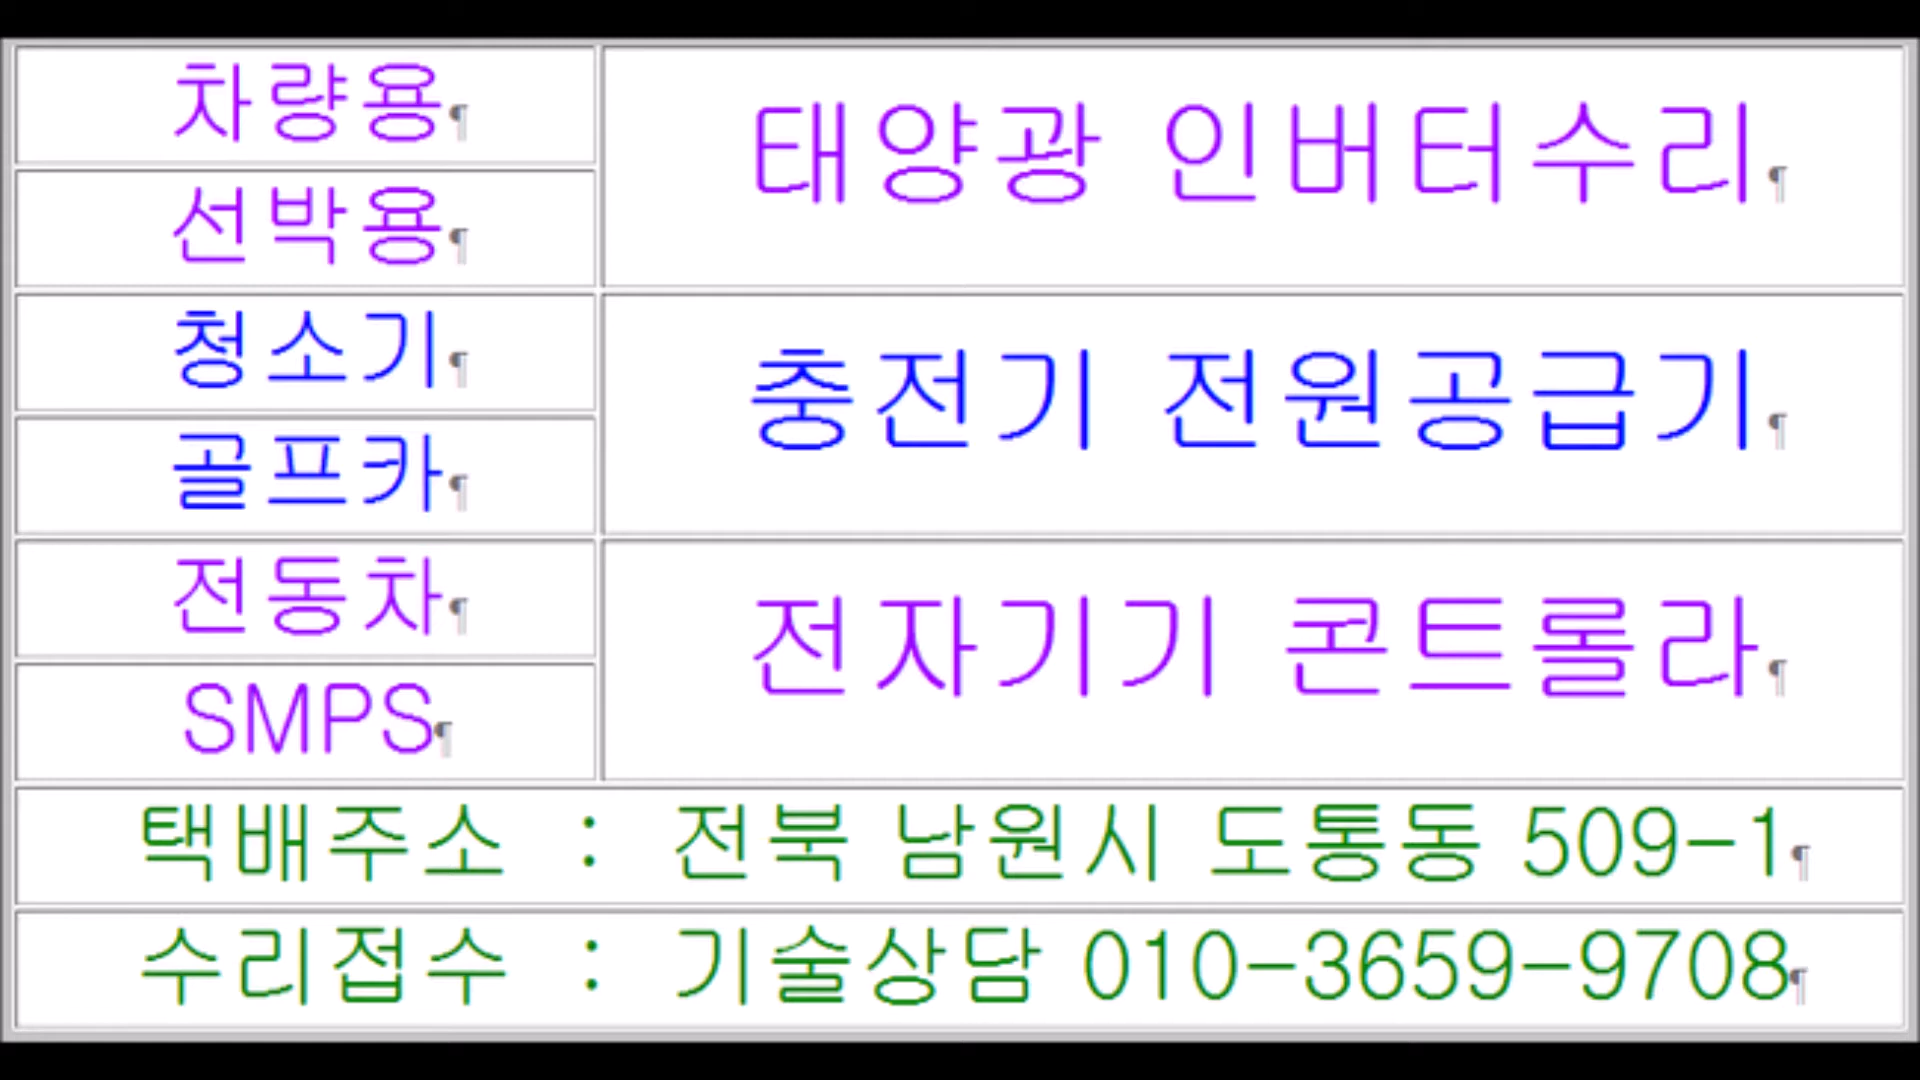 차량용
태양광 인버터수리
선박용
청소기
충전기 전원공급기
골프카
전동차
전자기기 콘트롤라
SMPS
택배주소 : 전북 남원시 도통동 509-1
수리접수 : 기술상담 010-3659-9708